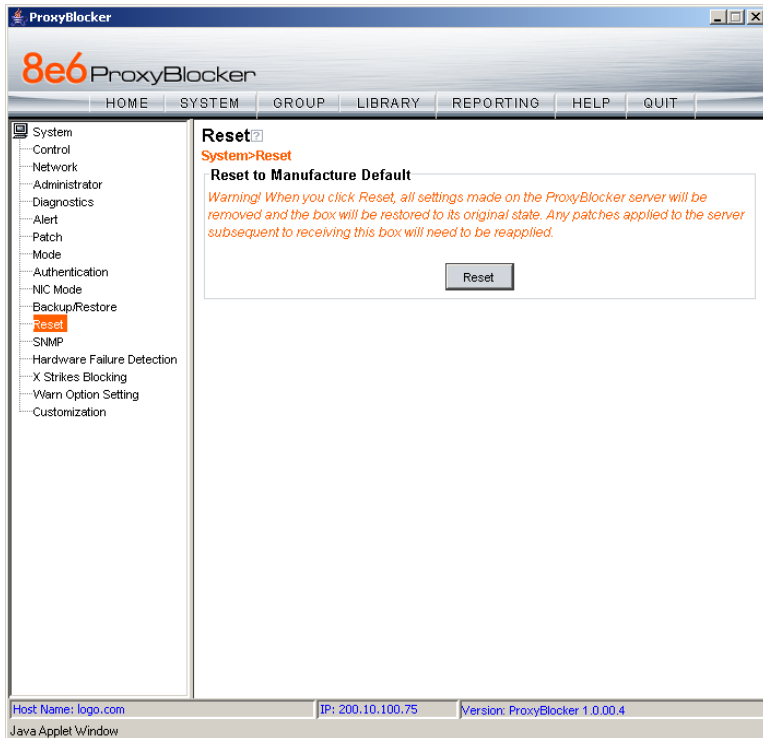 ProxyBlocker
8e6 ProxyBlocker
HOME SYSTEM GROUP LIBRARY REPORTING HELP QUIT
System
Control
Network
Administrator
Diagnostics
Alert
Patch
Mode
Authentication
NIC Mode
Backup/Restore
Reset
SNMP
Hardware Failure Detection
X Strikes Blocking
Warn Option Setting
Customization
Reset?
System>Reset
Reset to Manufacture Default
Warning! When you click Reset, all settings made on the ProxyBlocker server will be
removed and the box will be restored to its original state. Any patches applied to the server
subsequent to receiving this box will need to be reapplied.
Reset
Host Name: logo.com IP: 200.10.100.75 Version: ProxyBlocker 1.0.00.4
Java Applet Window